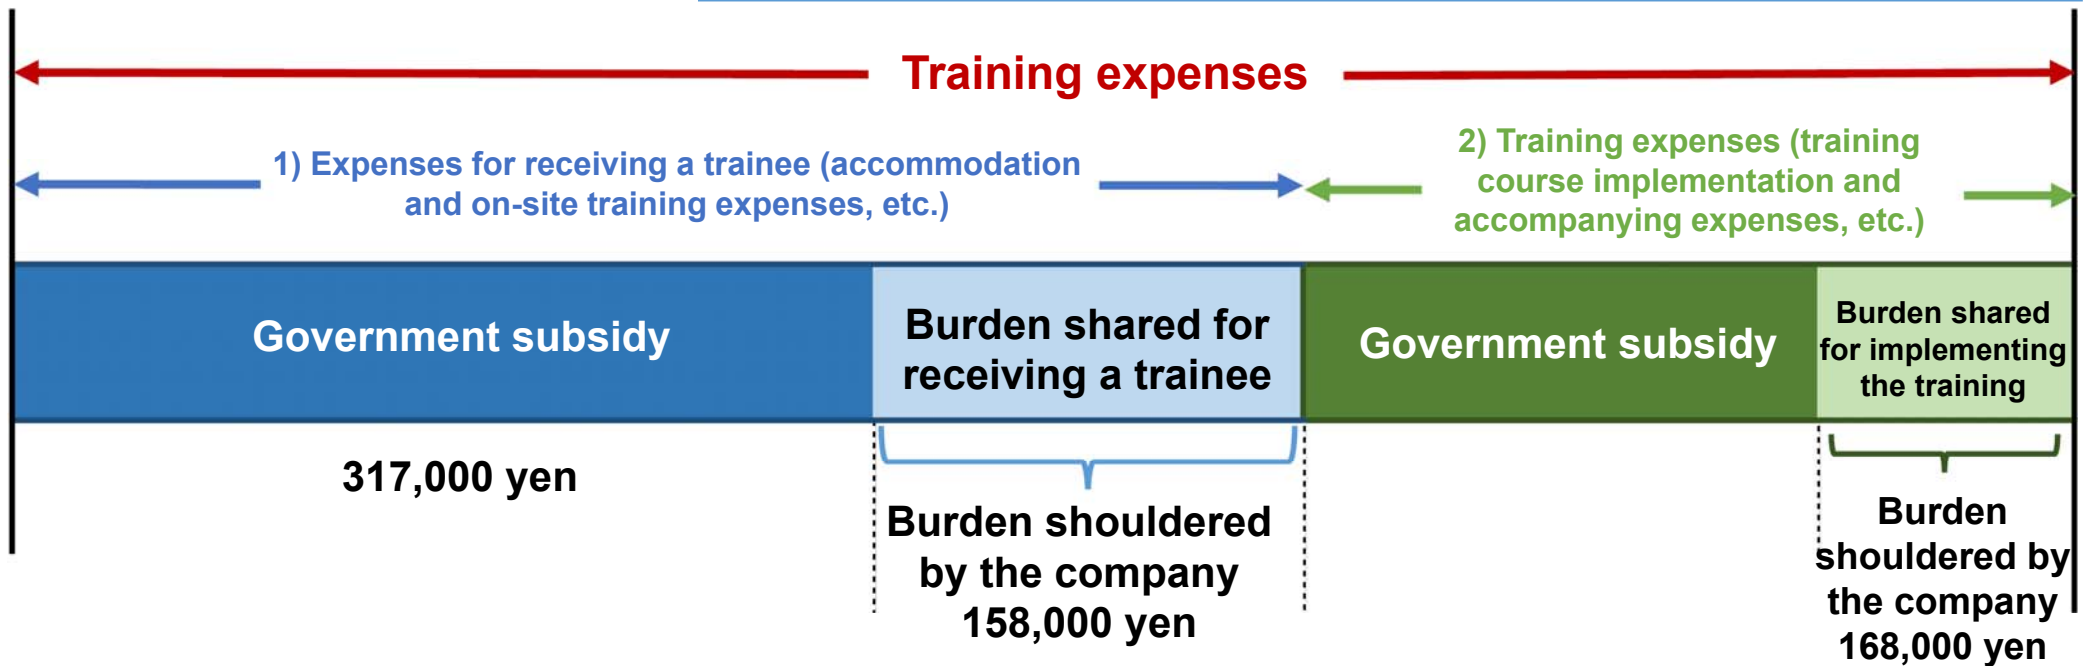 Training expenses
1) Expenses for receiving a trainee (accommodation
and on-site training expenses, etc.)
2) Training expenses (training
course implementation and
accompanying expenses, etc.)
Government subsidy
Burden shared for
receiving a trainee
Government subsidy
Burden shared
for implementing
the training
317,000 yen
Burden shouldered
by the company
158,000 yen
Burden
shouldered by
the company
168,000 yen